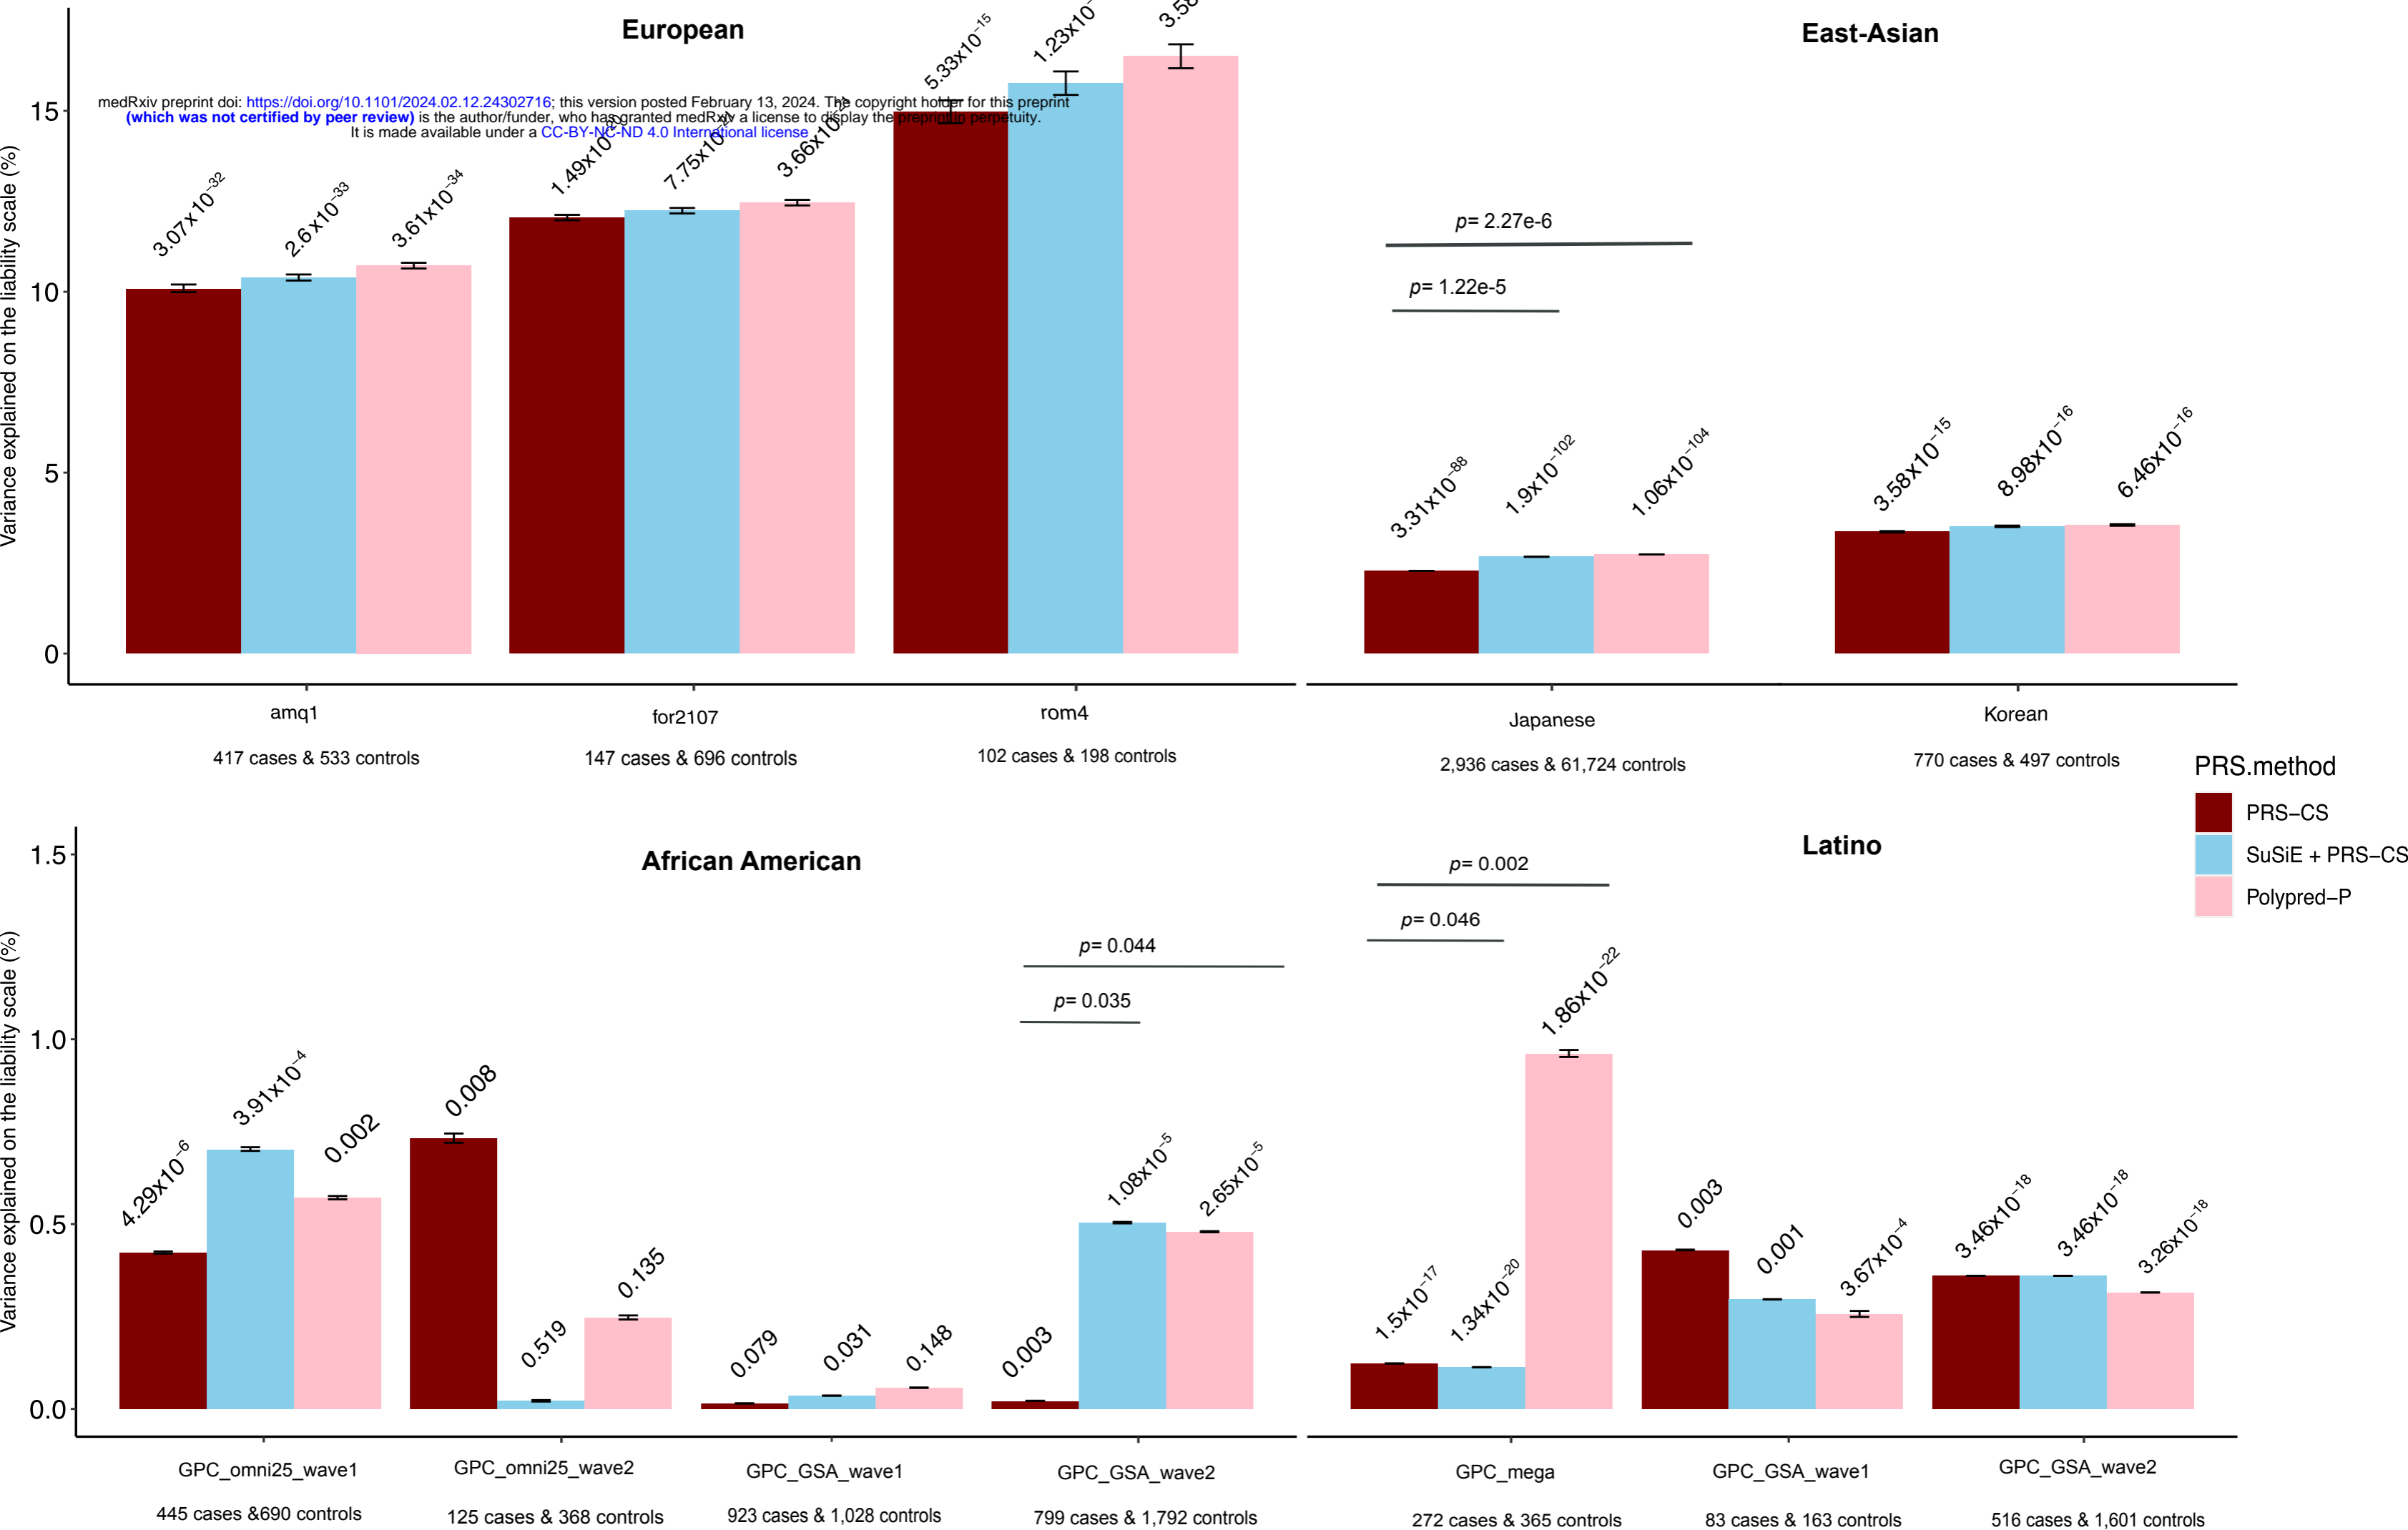 European
East-Asian
medRxiv preprint doi: https://doi.org/10.1101/2024.02.12.24302716; this version posted February 13, 2024. The copyright holder for this preprint
(which was not certified by peer review) is the author/funder, who has granted medRxiv a license to display the preprint in perpetuity.
It is made available under a CC-BY-NC-ND 4.0 International license
Variance explained on the liability scale (%)
15
10
5
0
3.07x10⁻³²
2.6x10⁻³³
3.61x10⁻³⁴
1.49x10
7.75x10
3.66x10
5.33x10⁻¹⁵
1.23x10⁻
3.58
p= 2.27e-6
p= 1.22e-5
3.31x10⁻⁸⁸
1.9x10⁻¹⁰²
1.06x10⁻¹⁰⁴
3.58x10⁻¹⁵
8.98x10⁻¹⁶
6.46x10⁻¹⁶
amq1
for2107
rom4
Japanese
Korean
417 cases & 533 controls
147 cases & 696 controls
102 cases & 198 controls
2,936 cases & 61,724 controls
770 cases & 497 controls
PRS.method
PRS−CS
SuSiE + PRS−CS
Polypred−P
African American
Latino
Variance explained on the liability scale (%)
1.5
1.0
0.5
0.0
4.29x10⁻⁶
3.91x10⁻⁴
0.002
0.008
0.519
0.135
0.079
0.031
0.148
p= 0.044
p= 0.035
0.003
1.08x10⁻⁵
2.65x10⁻⁵
p= 0.002
p= 0.046
1.5x10⁻¹⁷
1.34x10⁻²⁰
1.86x10⁻²²
0.003
0.001
3.67x10⁻⁴
3.46x10⁻¹⁸
3.46x10⁻¹⁸
3.26x10⁻¹⁸
GPC_omni25_wave1
GPC_omni25_wave2
GPC_GSA_wave1
GPC_GSA_wave2
GPC_mega
GPC_GSA_wave1
GPC_GSA_wave2
445 cases &690 controls
125 cases & 368 controls
923 cases & 1,028 controls
799 cases & 1,792 controls
272 cases & 365 controls
83 cases & 163 controls
516 cases & 1,601 controls